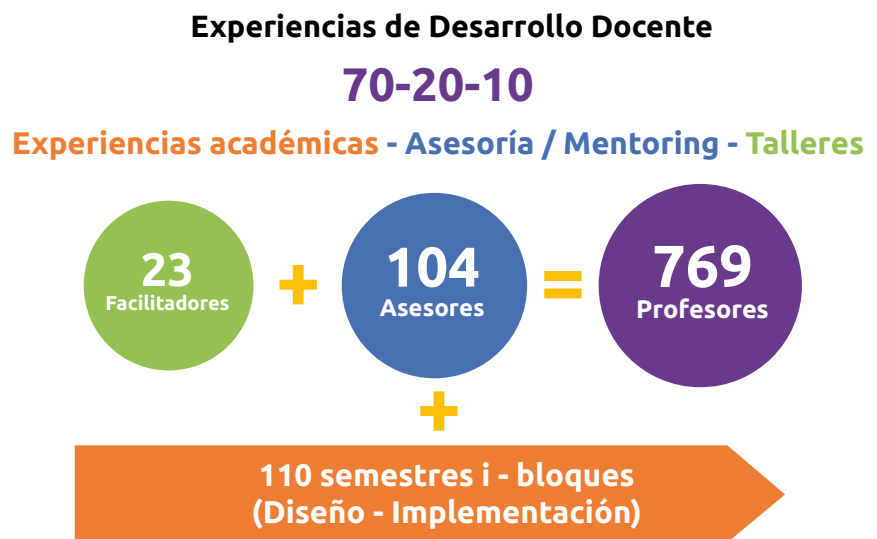 Experiencias de Desarrollo Docente
70-20-10
Experiencias académicas - Asesoría / Mentoring - Talleres
23
Facilitadores
+
104
Asesores
=
769
Profesores
+
110 semestres i - bloques
(Diseño - Implementación)